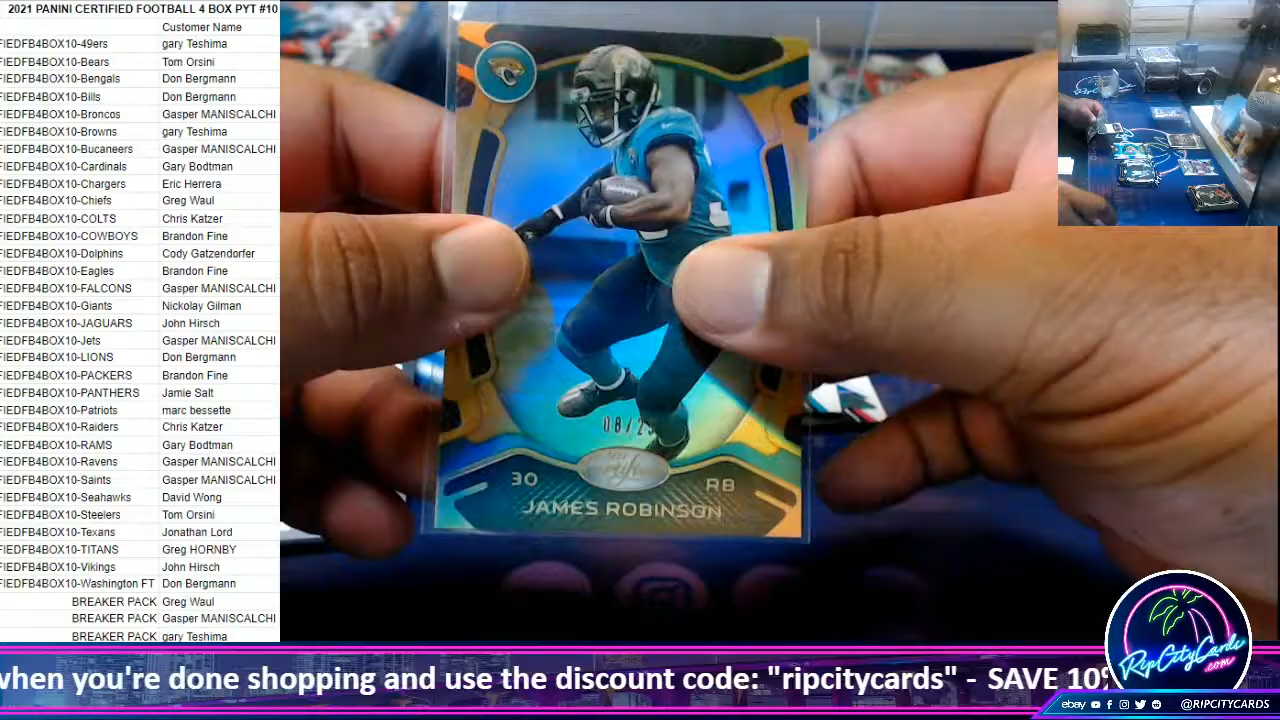 2021 PANINI CERTIFIED FOOTBALL 4 BOX PYT #10
Customer Name
FIEDFB4BOX10-49ers gary Teshima
FIEDFB4BOX10-Bears Tom Orsini
FIEDFB4BOX10-Bengals Don Bergmann
FIEDFB4BOX10-Bills Don Bergmann
FIEDFB4BOX10-Broncos Gasper MANISCALCHI
FIEDFB4BOX10-Browns gary Teshima
FIEDFB4BOX10-Bucaneers Gasper MANISCALCHI
FIEDFB4BOX10-Cardinals Gary Bodtman
FIEDFB4BOX10-Chargers Eric Herrera
FIEDFB4BOX10-Chiefs Greg Waul
FIEDFB4BOX10-COLTS Chris Katzer
FIEDFB4BOX10-COWBOYS Brandon Fine
FIEDFB4BOX10-Dolphins Cody Gatzendorfer
FIEDFB4BOX10-Eagles Brandon Fine
FIEDFB4BOX10-FALCONS Gasper MANISCALCHI
FIEDFB4BOX10-Giants Nickolay Gilman
FIEDFB4BOX10-JAGUARS John Hirsch
FIEDFB4BOX10-Jets Gasper MANISCALCHI
FIEDFB4BOX10-LIONS Don Bergmann
FIEDFB4BOX10-PACKERS Brandon Fine
FIEDFB4BOX10-PANTHERS Jamie Salt
FIEDFB4BOX10-Patriots marc bessette
FIEDFB4BOX10-Raiders Chris Katzer
FIEDFB4BOX10-RAMS Gary Bodtman
FIEDFB4BOX10-Ravens Gasper MANISCALCHI
FIEDFB4BOX10-Saints Gasper MANISCALCHI
FIEDFB4BOX10-Seahawks David Wong
FIEDFB4BOX10-Steelers Tom Orsini
FIEDFB4BOX10-Texans Jonathan Lord
FIEDFB4BOX10-TITANS Greg HORNBY
FIEDFB4BOX10-Vikings John Hirsch
FIEDFB4BOX10-Washington FT Don Bergmann
BREAKER PACK Greg Waul
BREAKER PACK Gasper MANISCALCHI
BREAKER PACK gary Teshima
08/25
30 RB
JAMES ROBINSON
when you're done shopping and use the discount code: "ripcitycards" - SAVE 10%
RipCityCards
.com
ebay @RIPCITYCARDS